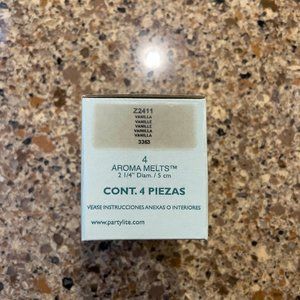 Z2411
VANILLA
VANILLE
VANILLE
VANILLA
VANILLA
3363
4
AROMA MELTS™
2 1/4" Diam. / 5 cm
CONT. 4 PIEZAS
VEASE INSTRUCCIONES ANEXAS O INTERIORES
www.partylite.com